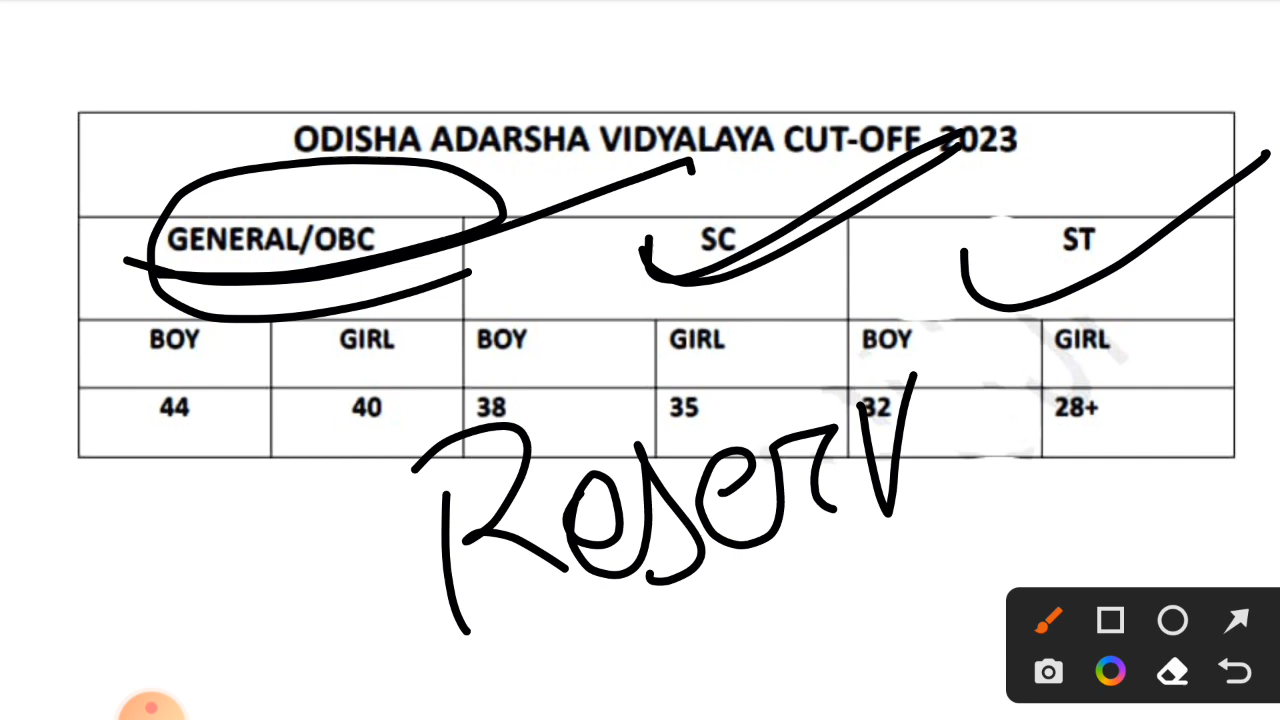 ODISHA ADARSHA VIDYALAYA CUT-OFF 2023
GENERAL/OBC SC ST
BOY GIRL BOY GIRL BOY GIRL
44 40 38 35 32 28+
Reserv